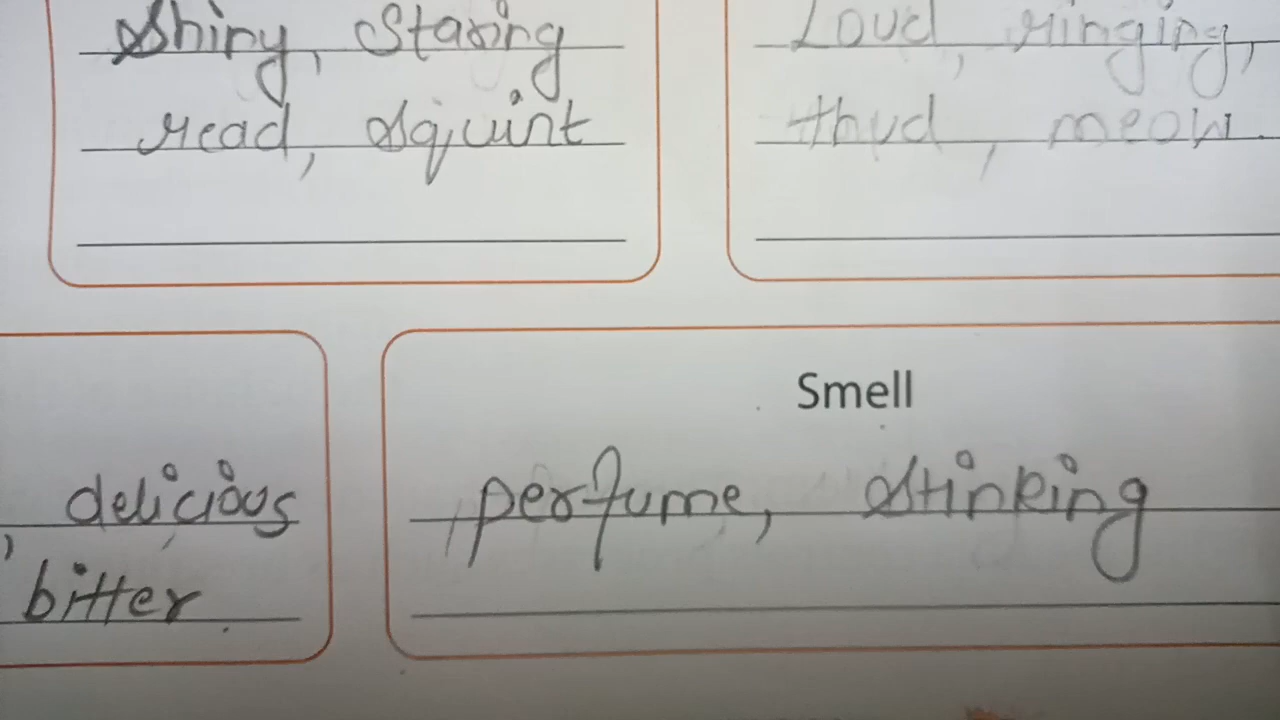 Shiny, Staring
read, squint
Loud, ringing,
thud, meow.
, delicious
bitter
Smell
perfume, stinking